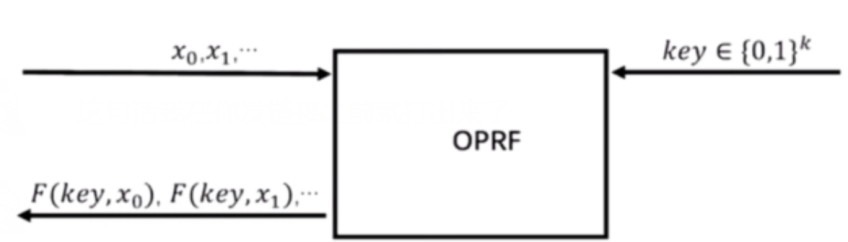 x₀,x₁,⋯
key ∈ {0,1}ᵏ
OPRF
F(key,x₀), F(key,x₁),⋯